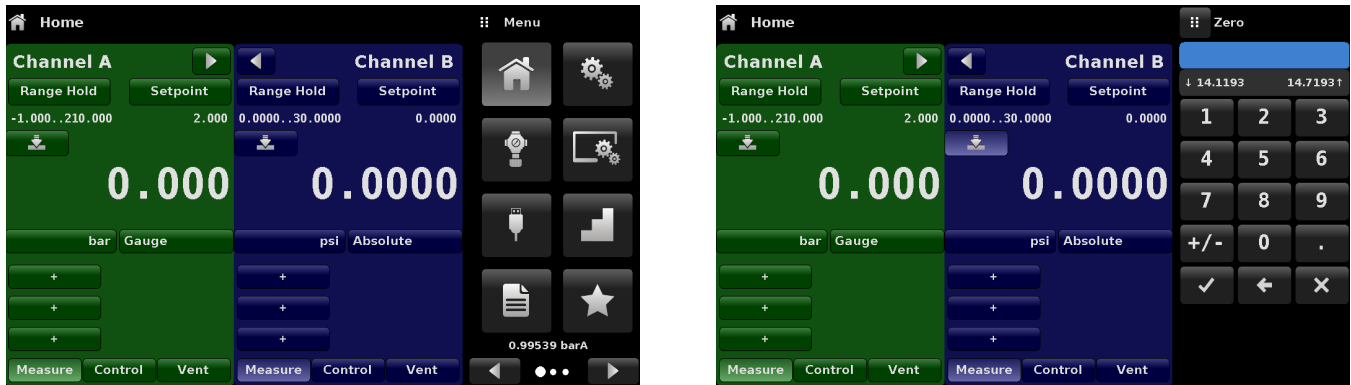 Home
Menu
Channel A
Channel B
Range Hold
Setpoint
Range Hold
Setpoint
-1.000..210.000
2.000
0.0000..30.0000
0.0000
0.000
0.0000
bar
Gauge
psi
Absolute
+
+
+
+
+
+
0.99539 barA
Measure
Control
Vent
Measure
Control
Vent
Home
Zero
Channel A
Channel B
Range Hold
Setpoint
Range Hold
Setpoint
↓ 14.1193
14.7193↑
-1.000..210.000
2.000
0.0000..30.0000
0.0000
0.000
0.0000
1 2 3
4 5 6
7 8 9
+/- 0 .
bar
Gauge
psi
Absolute
+
+
+
+
+
+
Measure
Control
Vent
Measure
Control
Vent